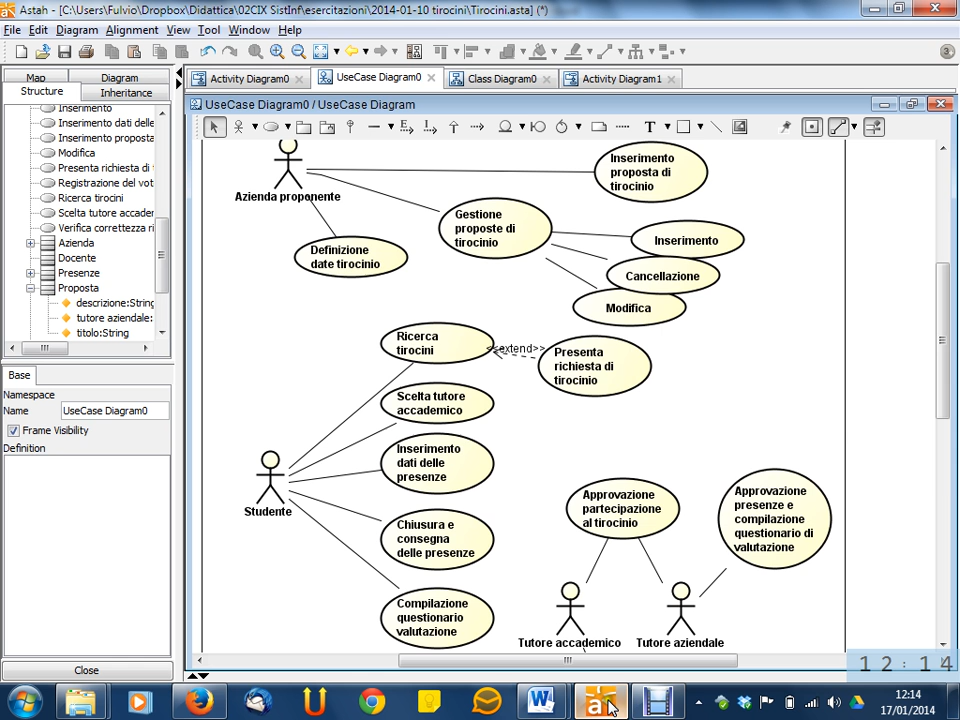 Astah - [C:\Users\Fulvio\Dropbox\Didattica\02CIX SistInf\esercitazioni\2014-01-10 tirocini\Tirocini.asta] (*)
File Edit Diagram Alignment View Tool Window Help
Map Diagram
Structure Inheritance
Activity Diagram0 UseCase Diagram0 Class Diagram0 Activity Diagram1
UseCase Diagram0 / UseCase Diagram
Inserimento
Inserimento dati delle
Inserimento proposta
Modifica
Presenta richiesta di
Registrazione del vot
Ricerca tirocini
Scelta tutore accader
Verifica correttezza ri
Azienda
Docente
Presenze
Proposta
descrizione:String
tutore aziendale:
titolo:String
Base
Namespace
Name UseCase Diagram0
Frame Visibility
Definition
Close
Azienda proponente
Inserimento
proposta di
tirocinio
Gestione
proposte di
tirocinio
Definizione
date tirocinio
Inserimento
Cancellazione
Modifica
Ricerca
tirocini
<<extend>>
Presenta
richiesta di
tirocinio
Scelta tutore
accademico
Inserimento
dati delle
presenze
Studente
Chiusura e
consegna
delle presenze
Compilazione
questionario
valutazione
Approvazione
partecipazione
al tirocinio
Approvazione
presenze e
compilazione
questionario di
valutazione
Tutore accademico
Tutore aziendale
12:14
12:14
17/01/2014